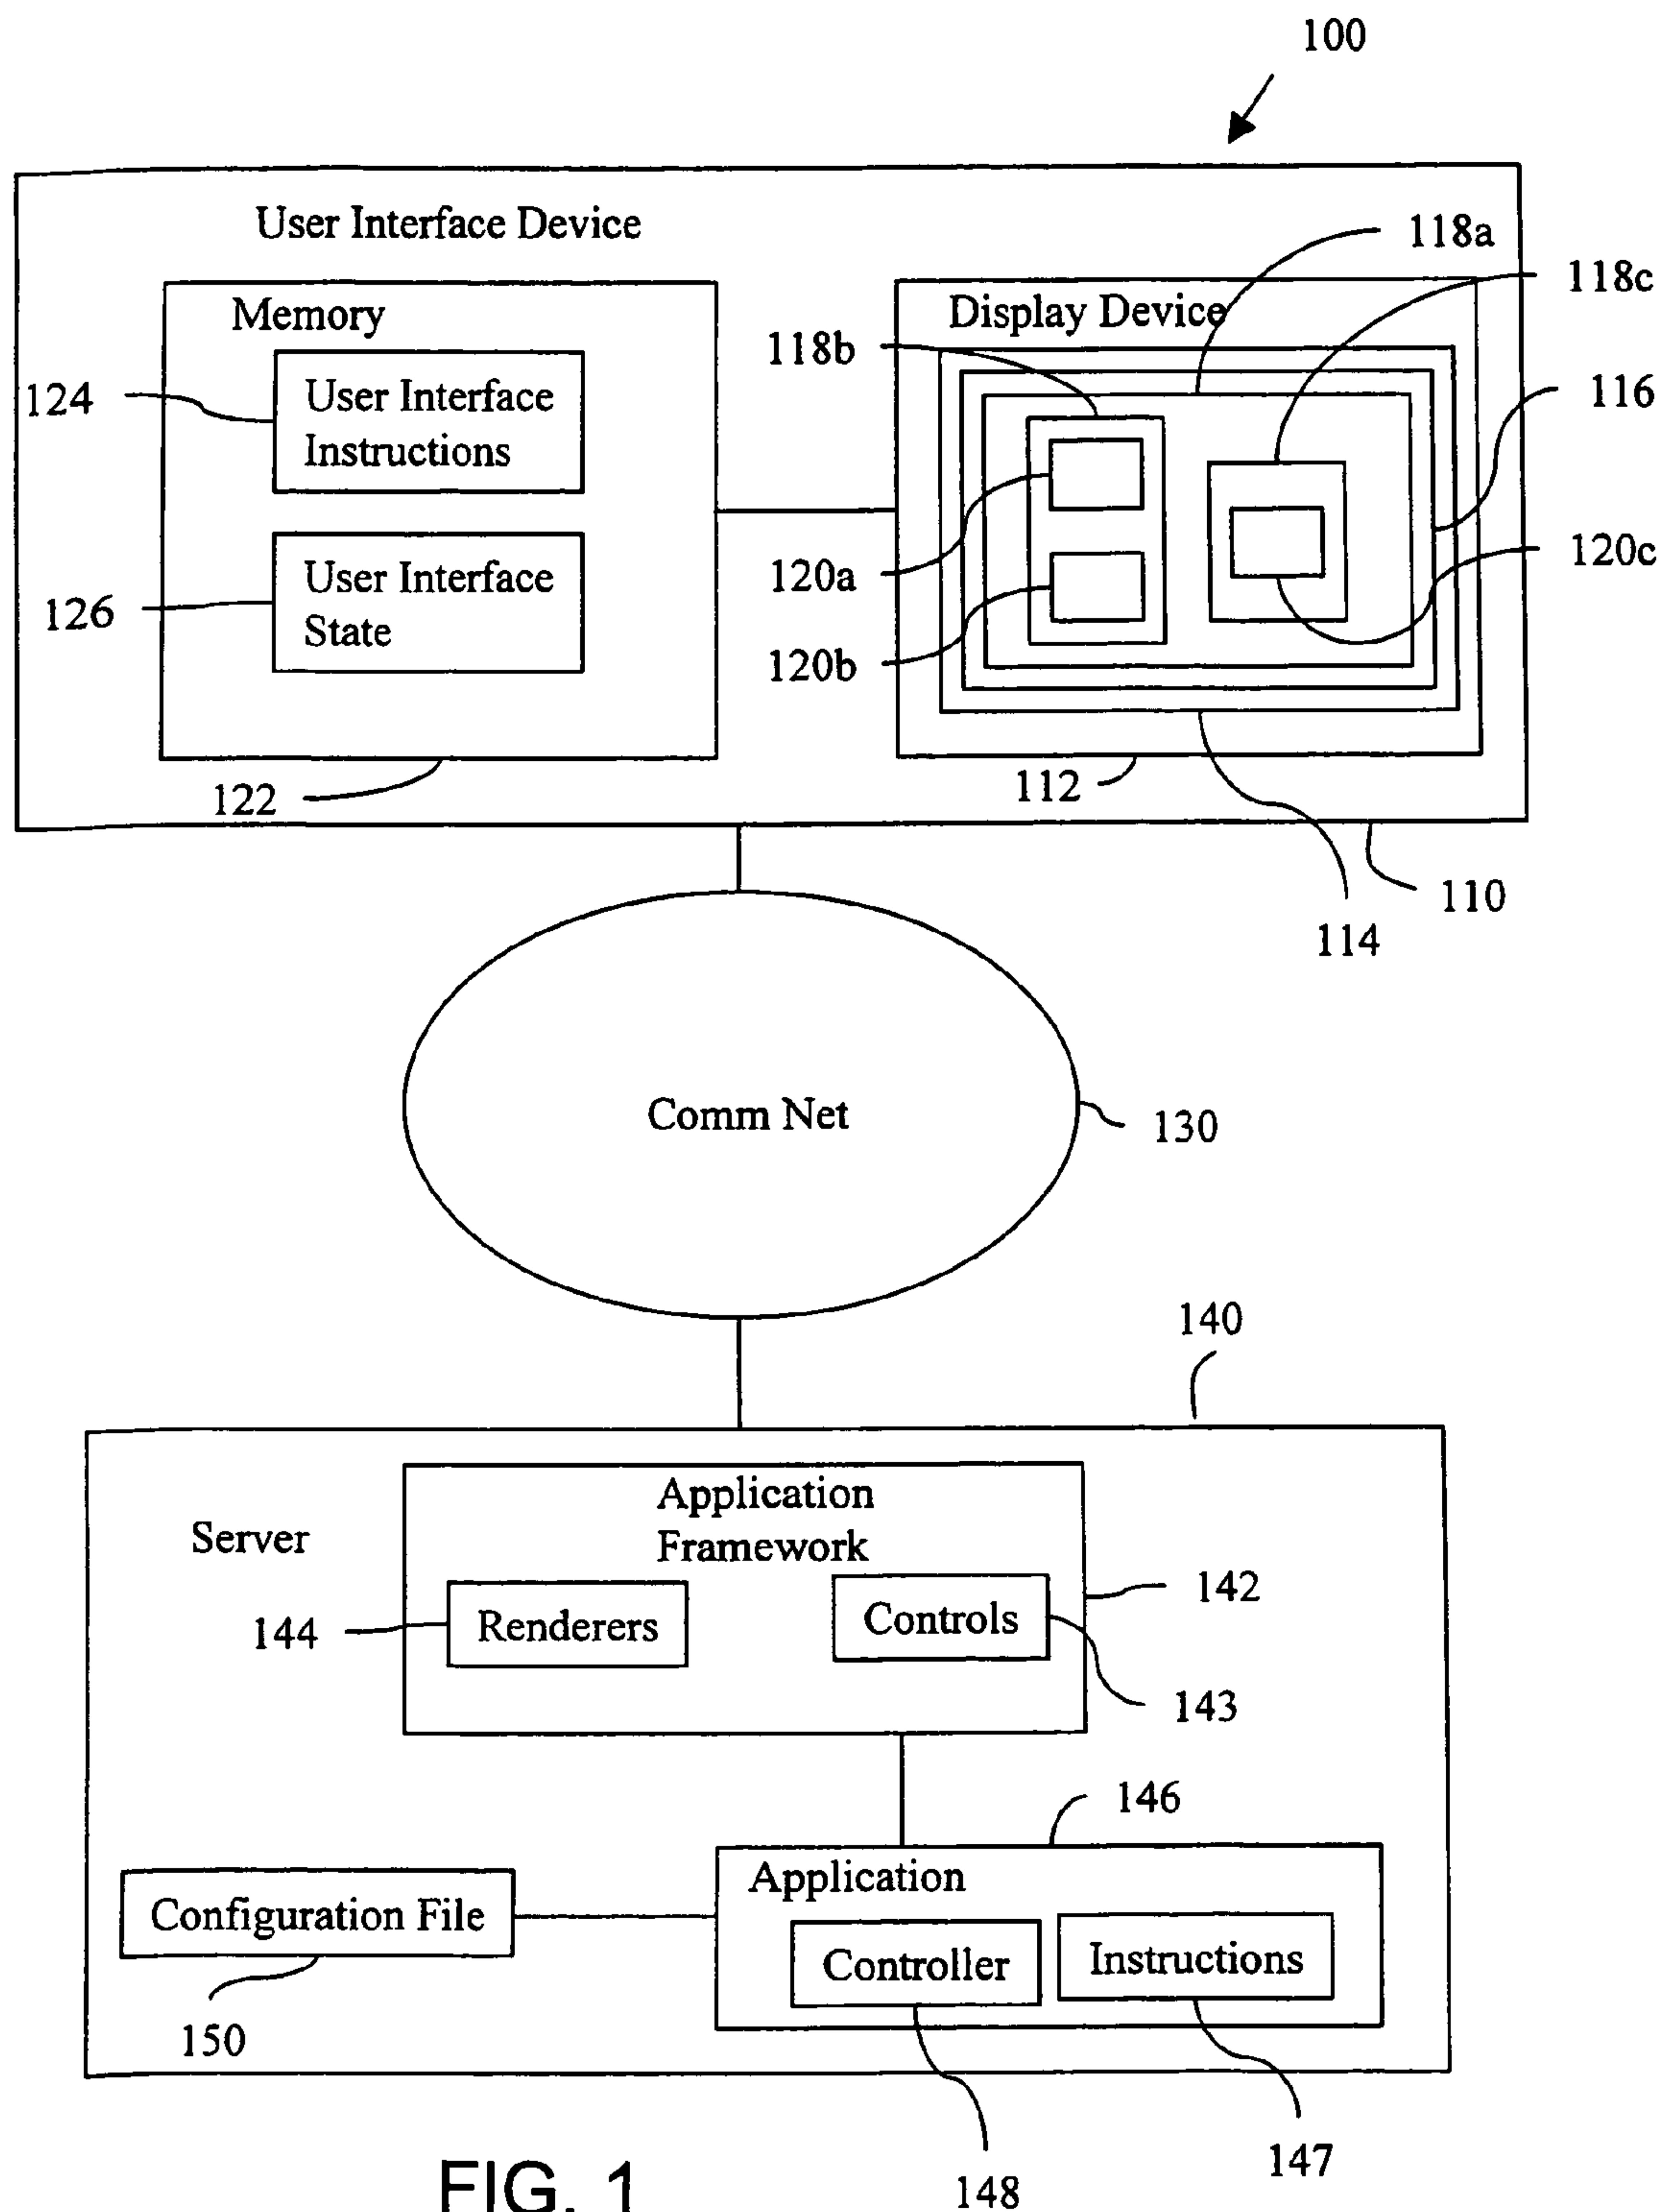 100
User Interface Device
118a
118c
Memory
Display Device
118b
124
User Interface
Instructions
116
120a
120c
126
User Interface
State
120b
122
112
110
114
Comm Net
130
140
Application
Framework
Server
142
144
Renderers
Controls
143
146
Application
Configuration File
Controller
Instructions
150
147
148
FIG. 1